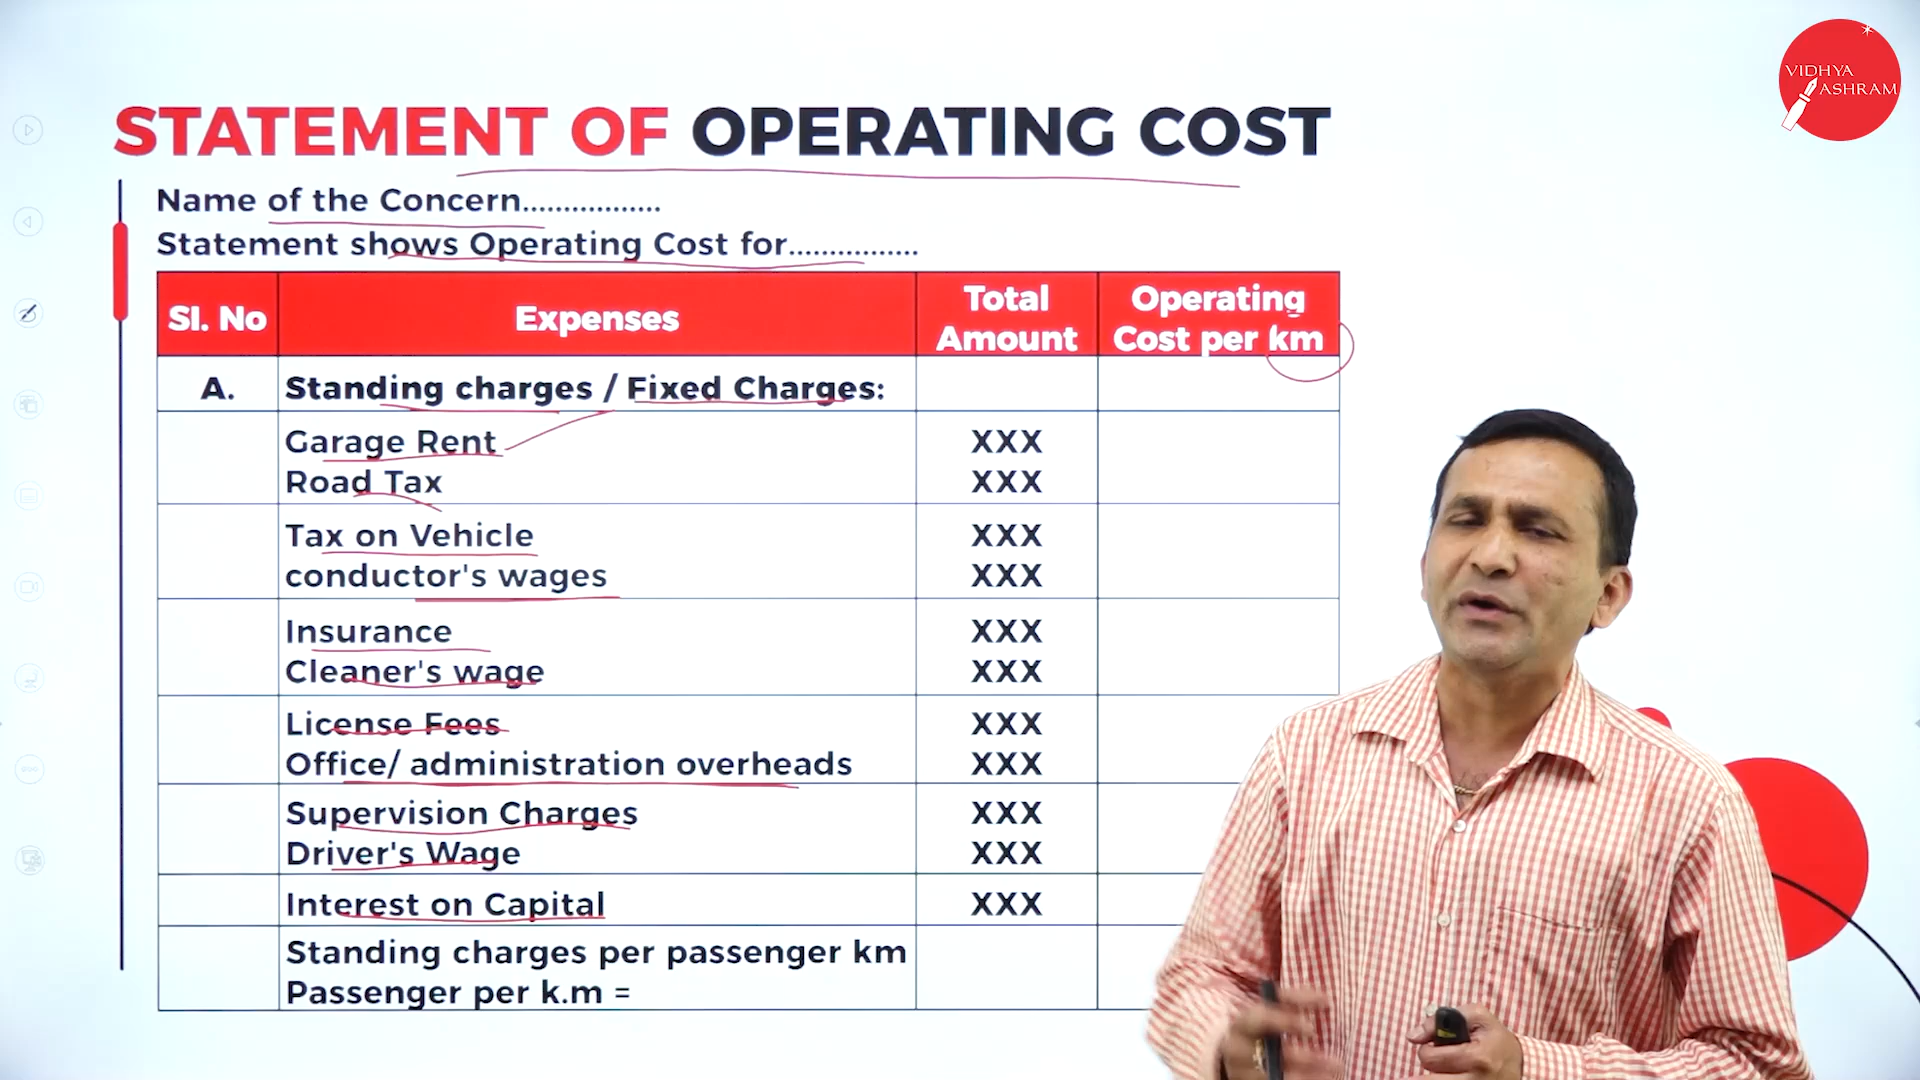 VIDHYA
ASHRAM
STATEMENT OF OPERATING COST
Name of the Concern.................
Statement shows Operating Cost for................
Sl. No Expenses Total Amount Operating Cost per km
A. Standing charges / Fixed Charges:
Garage Rent XXX
Road Tax XXX
Tax on Vehicle XXX
conductor's wages XXX
Insurance XXX
Cleaner's wage XXX
License Fees XXX
Office/ administration overheads XXX
Supervision Charges XXX
Driver's Wage XXX
Interest on Capital XXX
Standing charges per passenger km
Passenger per k.m =